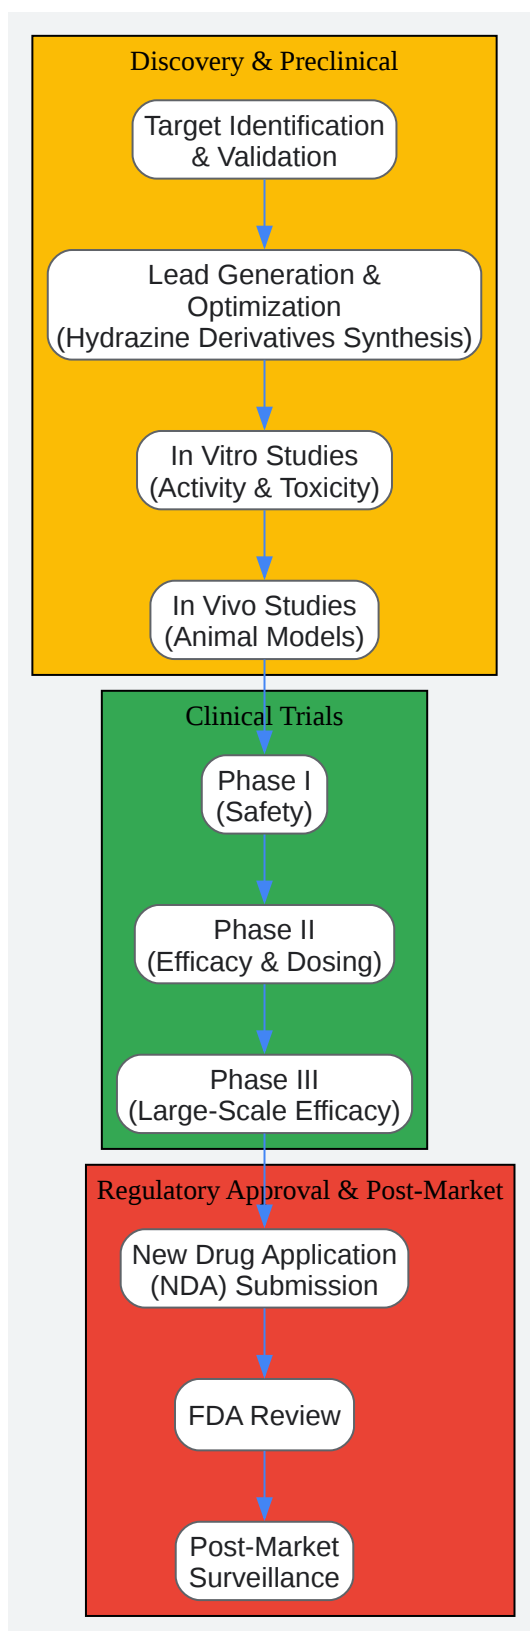 Discovery & Preclinical
Target Identification
& Validation
Lead Generation &
Optimization
(Hydrazine Derivatives Synthesis)
In Vitro Studies
(Activity & Toxicity)
In Vivo Studies
(Animal Models)
Clinical Trials
Phase I
(Safety)
Phase II
(Efficacy & Dosing)
Phase III
(Large-Scale Efficacy)
Regulatory Approval & Post-Market
New Drug Application
(NDA) Submission
FDA Review
Post-Market
Surveillance